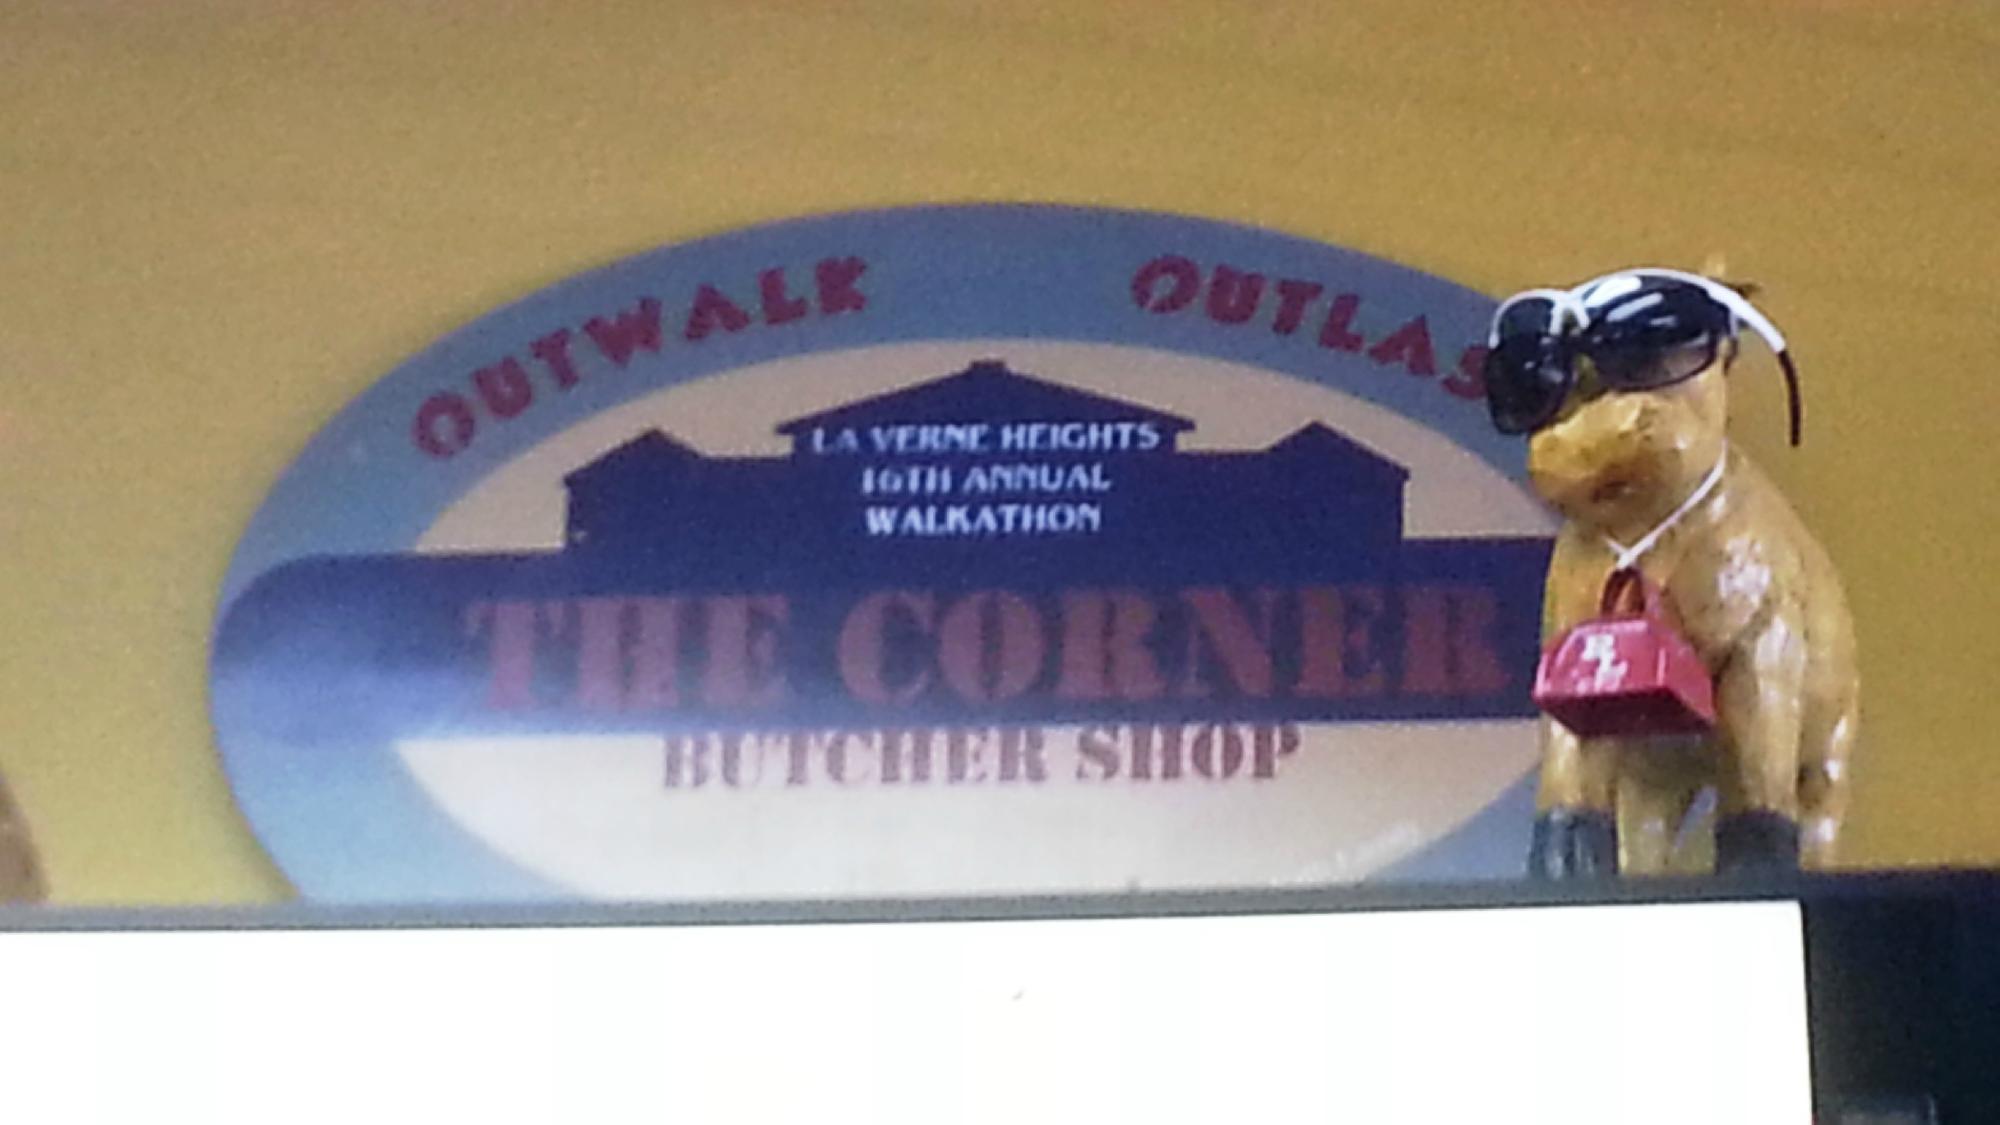 OUTWALK OUTLAS
LA VERNE HEIGHTS
16TH ANNUAL
WALKATHON
THE CORNER
BUTCHER SHOP